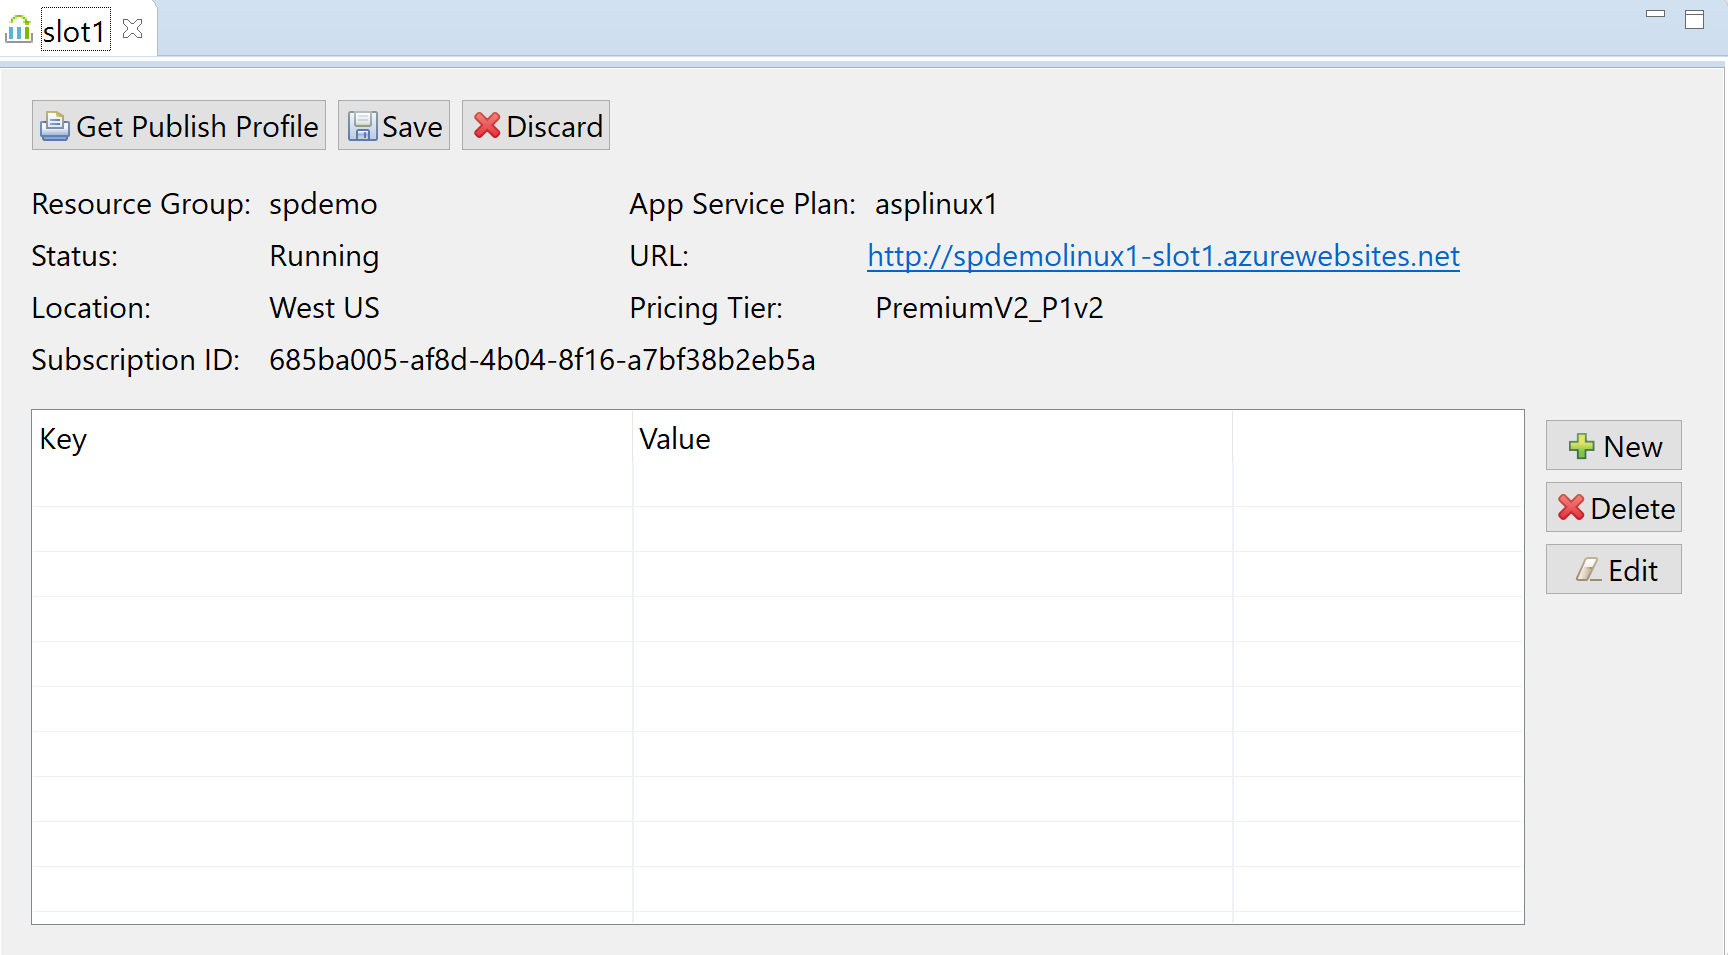 slot1
Get Publish Profile Save Discard
Resource Group: spdemo App Service Plan: asplinux1
Status: Running URL: http://spdemolinux1-slot1.azurewebsites.net
Location: West US Pricing Tier: PremiumV2_P1v2
Subscription ID: 685ba005-af8d-4b04-8f16-a7bf38b2eb5a
Key Value
New
Delete
Edit